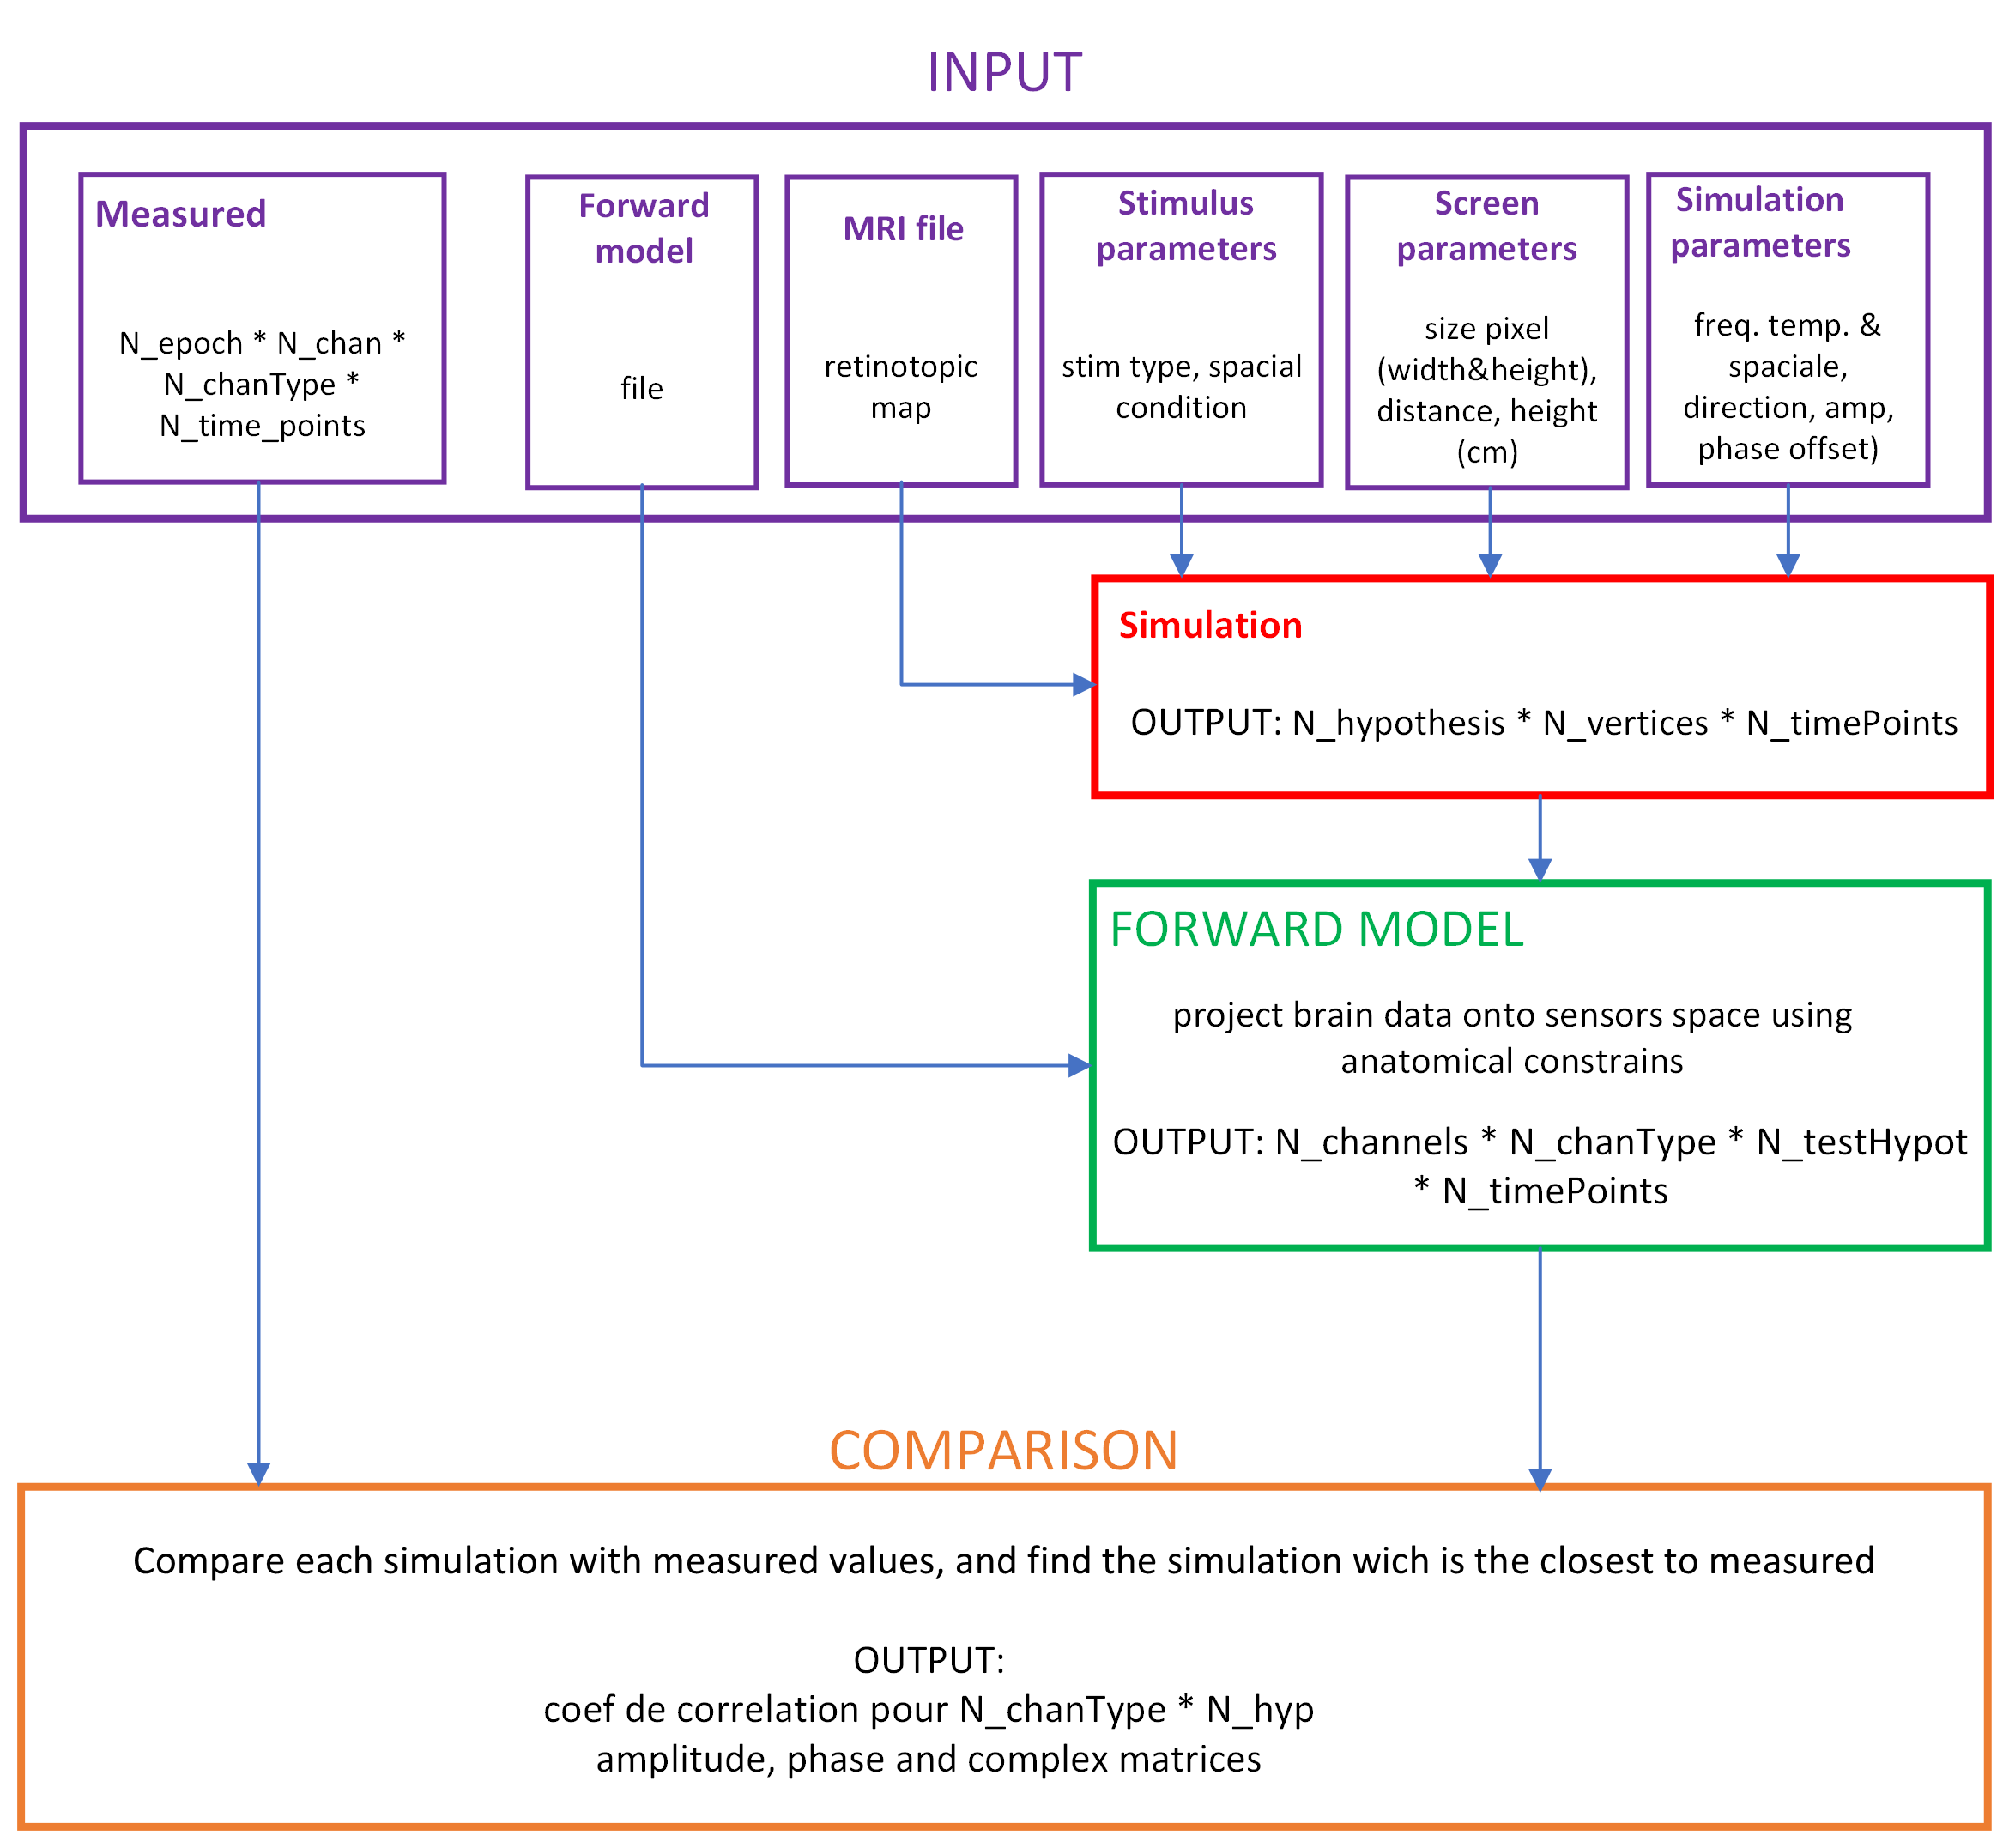 INPUT
Measured
N_epoch * N_chan *
N_chanType *
N_time_points
Forward
model
file
MRI file
retinotopic
map
Stimulus
parameters
stim type, spacial
condition
Screen
parameters
size pixel
(width&height),
distance, height
(cm)
Simulation
parameters
freq. temp. &
spaciale,
direction, amp,
phase offset)
Simulation
OUTPUT: N_hypothesis * N_vertices * N_timePoints
FORWARD MODEL
project brain data onto sensors space using
anatomical constrains
OUTPUT: N_channels * N_chanType * N_testHypot
* N_timePoints
COMPARISON
Compare each simulation with measured values, and find the simulation wich is the closest to measured
OUTPUT:
coef de correlation pour N_chanType * N_hyp
amplitude, phase and complex matrices